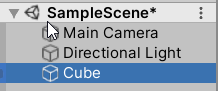 SampleScene*
Main Camera
Directional Light
Cube